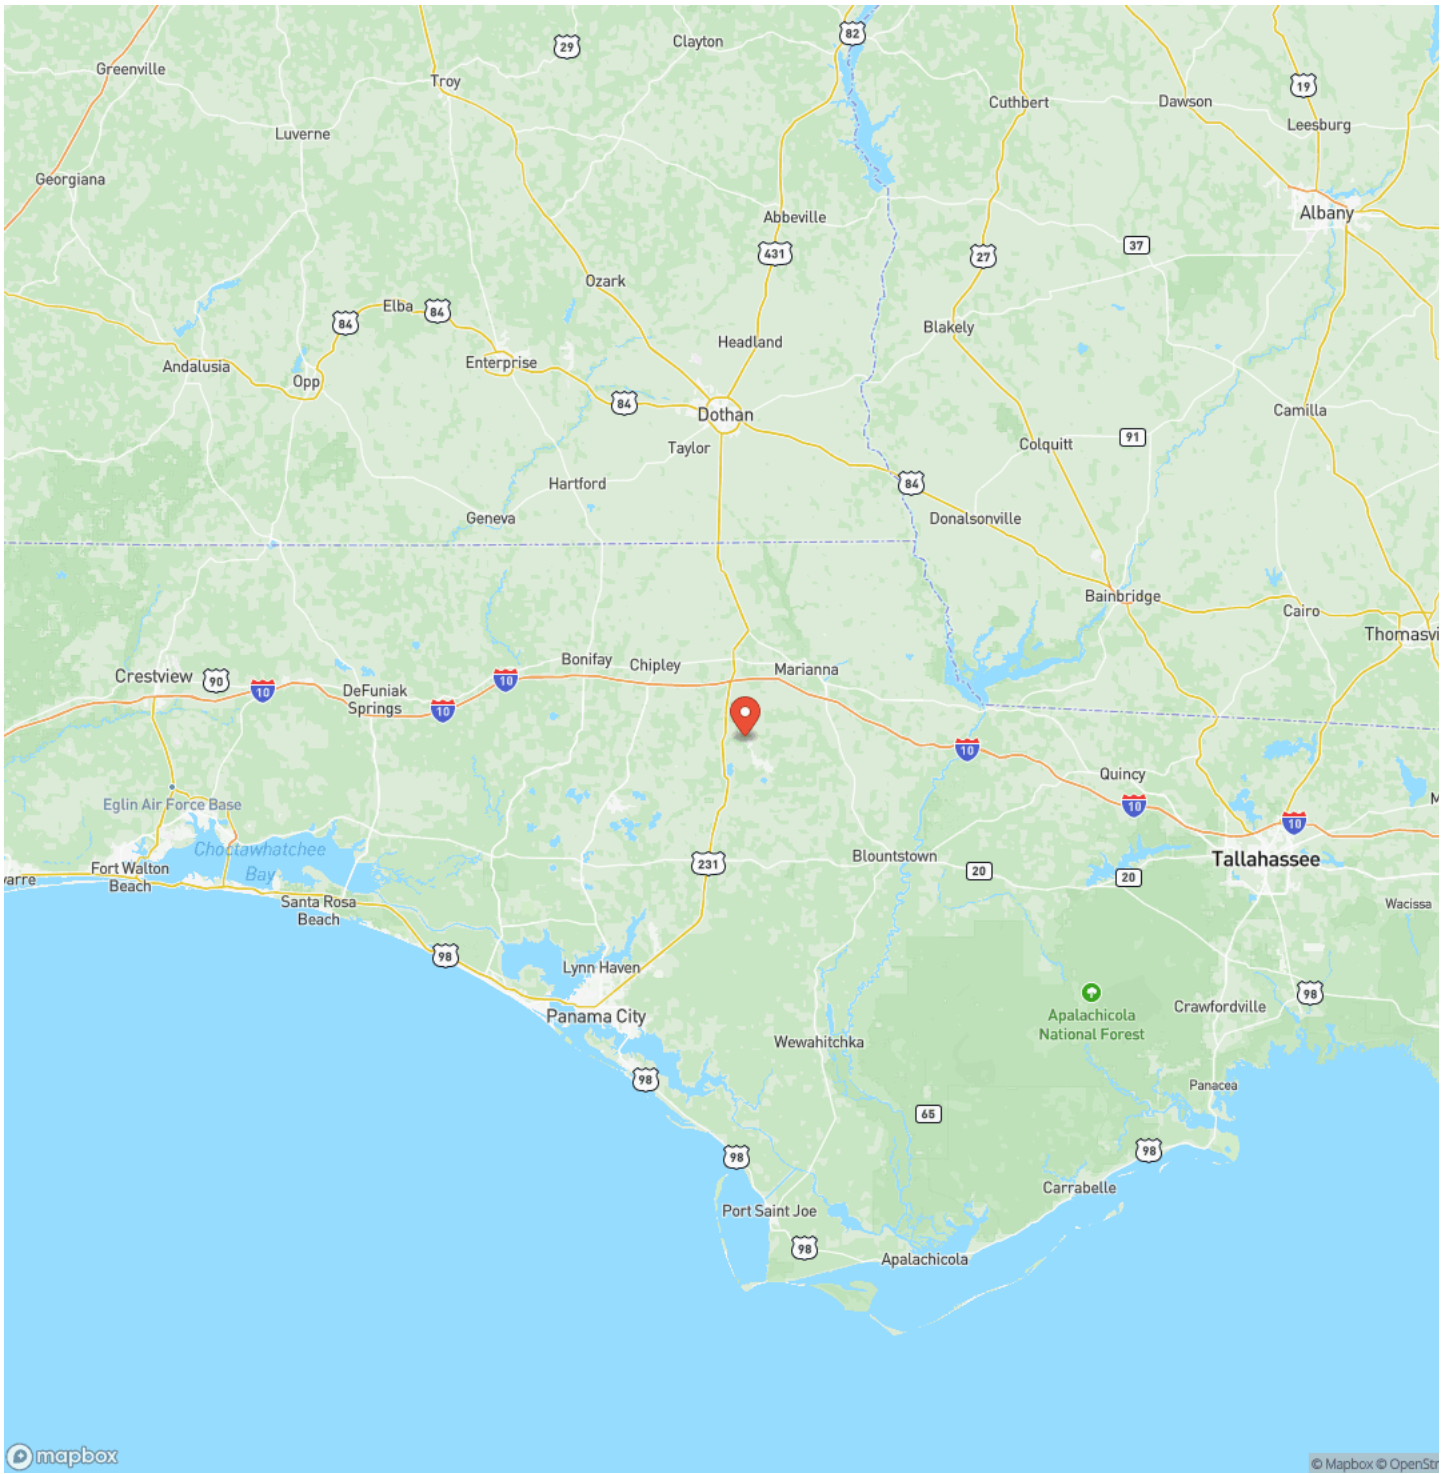 82
29
Clayton
Greenville
Troy
19
Cuthbert
Dawson
Leesburg
Luverne
Georgiana
Albany
Abbeville
37
431
27
Ozark
Elba
84
84
Blakely
Headland
Enterprise
Andalusia
Opp
84
Dothan
Camilla
91
Colquitt
Taylor
84
Hartford
Geneva
Donalsonville
Bainbridge
Cairo
Thomasvi
Bonifay
Chipley
Marianna
Crestview
90
10
10
10
DeFuniak
Springs
10
Quincy
10
10
M
Eglin Air Force Base
Choctawhatchee
Bay
Fort Walton
Beach
varre
231
Blountstown
20
20
Tallahassee
Santa Rosa
Beach
Wacissa
98
Lynn Haven
Panama City
98
Crawfordville
Apalachicola
National Forest
Wewahitchka
98
Panacea
65
98
98
Carrabelle
Port Saint Joe
98
Apalachicola
mapbox
© Mapbox © OpenStr